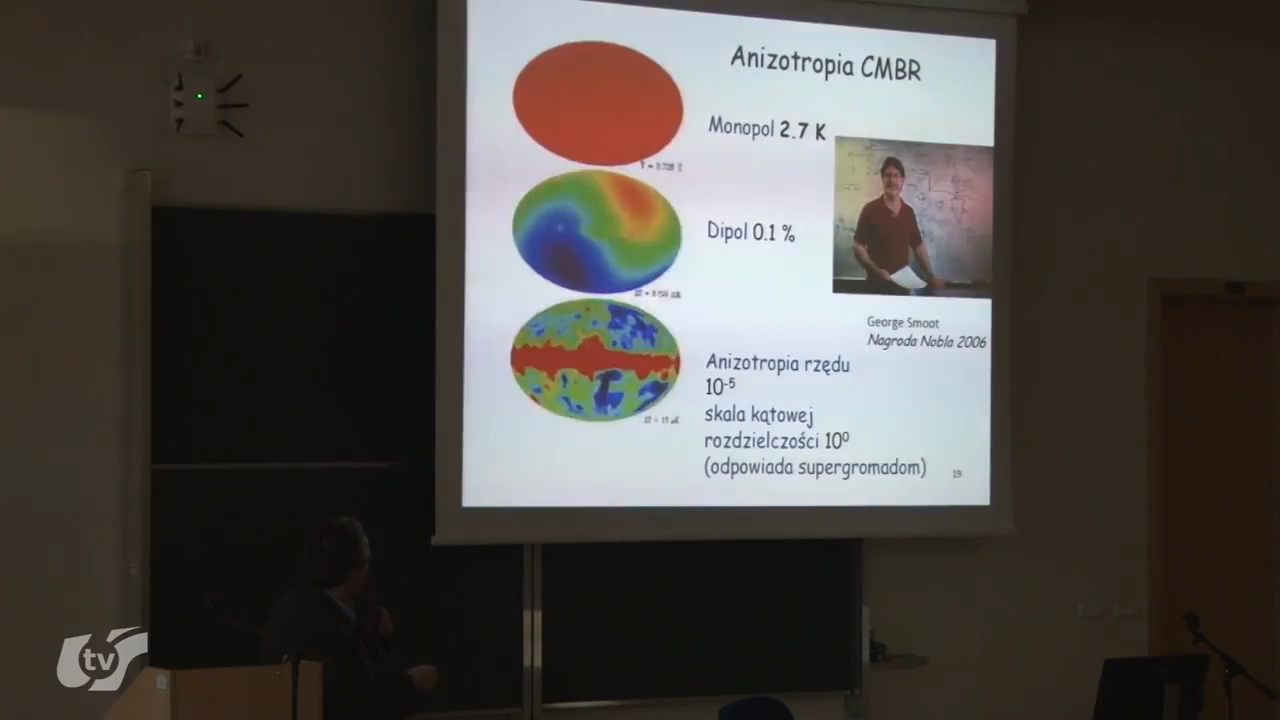 Anizotropia CMBR
Monopol 2.7 K
Dipol 0.1 %
George Smoot
Nagroda Nobla 2006
Anizotropia rzędu
10⁻⁵
skala kątowej
rozdzielczości 10⁰
(odpowiada supergromadom)
19
tv